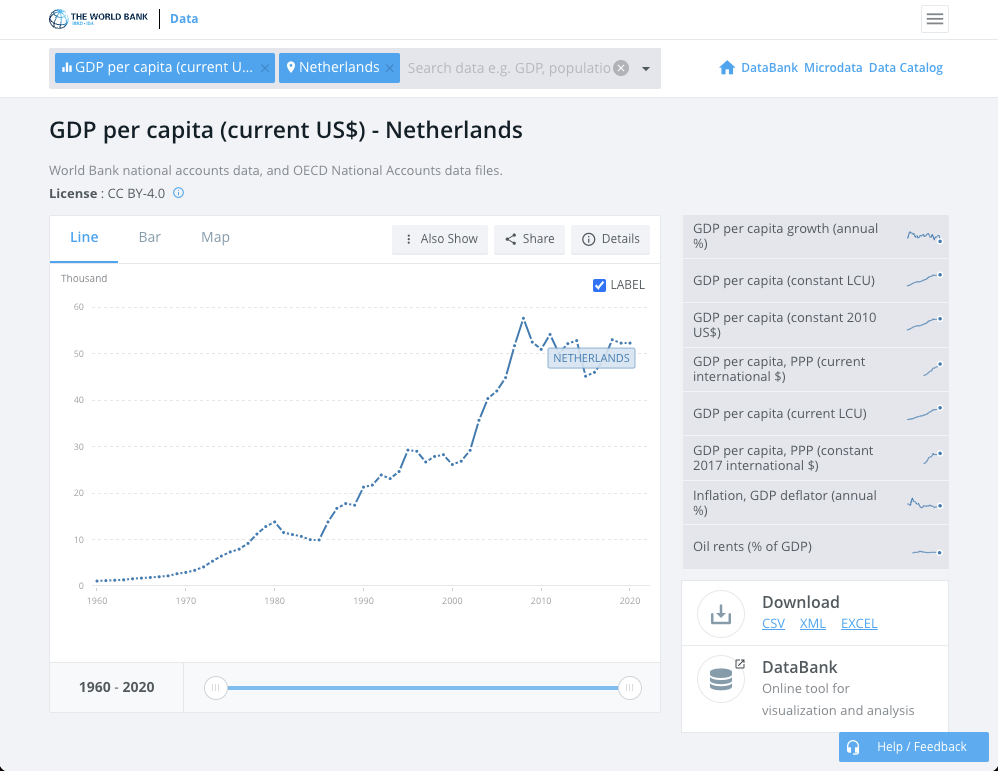 THE WORLD BANK
IBRD • IDA
Data
GDP per capita (current U...
Netherlands
Search data e.g. GDP, populatio
DataBank Microdata Data Catalog
GDP per capita (current US$) - Netherlands
World Bank national accounts data, and OECD National Accounts data files.
License : CC BY-4.0
Line Bar Map
Also Show Share Details
Thousand
LABEL
60
50
NETHERLANDS
40
30
20
10
0
1960 1970 1980 1990 2000 2010 2020
1960 - 2020
GDP per capita growth (annual
%)
GDP per capita (constant LCU)
GDP per capita (constant 2010
US$)
GDP per capita, PPP (current
international $)
GDP per capita (current LCU)
GDP per capita, PPP (constant
2017 international $)
Inflation, GDP deflator (annual
%)
Oil rents (% of GDP)
Download
CSV XML EXCEL
DataBank
Online tool for
visualization and analysis
Help / Feedback